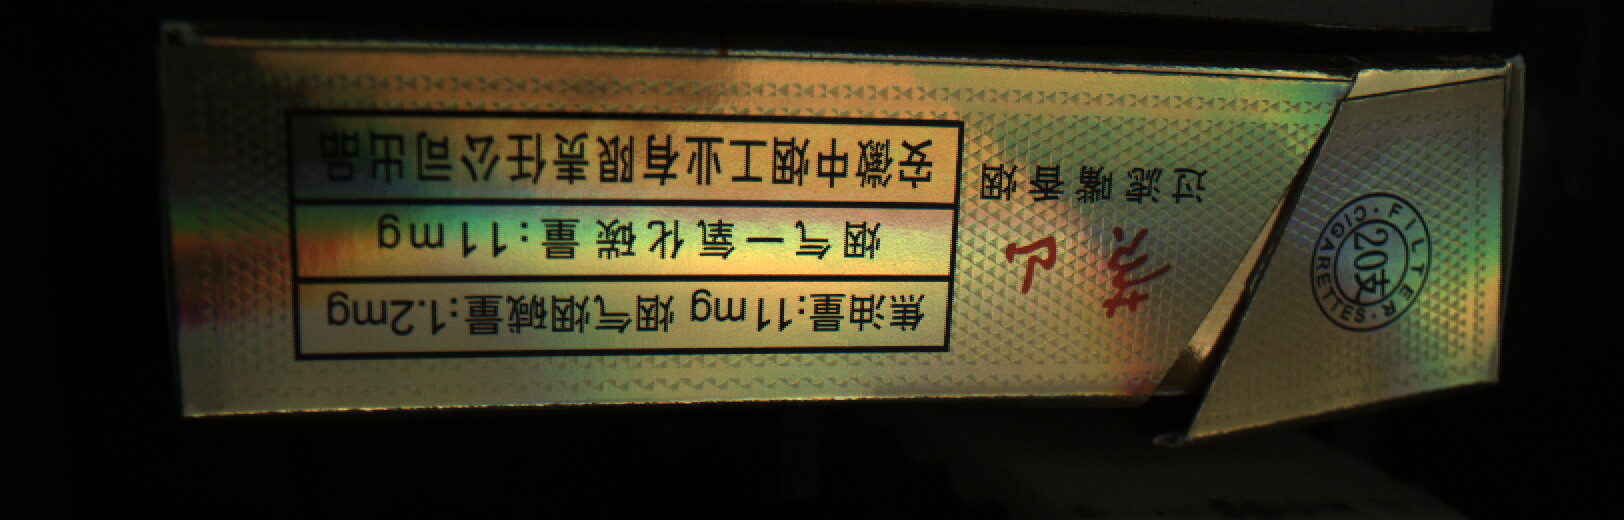 FILTER·CIGARETTES·
20支
过滤嘴香烟
焦油量:11mg 烟气烟碱量:1.2mg
烟气一氧化碳量:11mg
安徽中烟工业有限责任公司出品